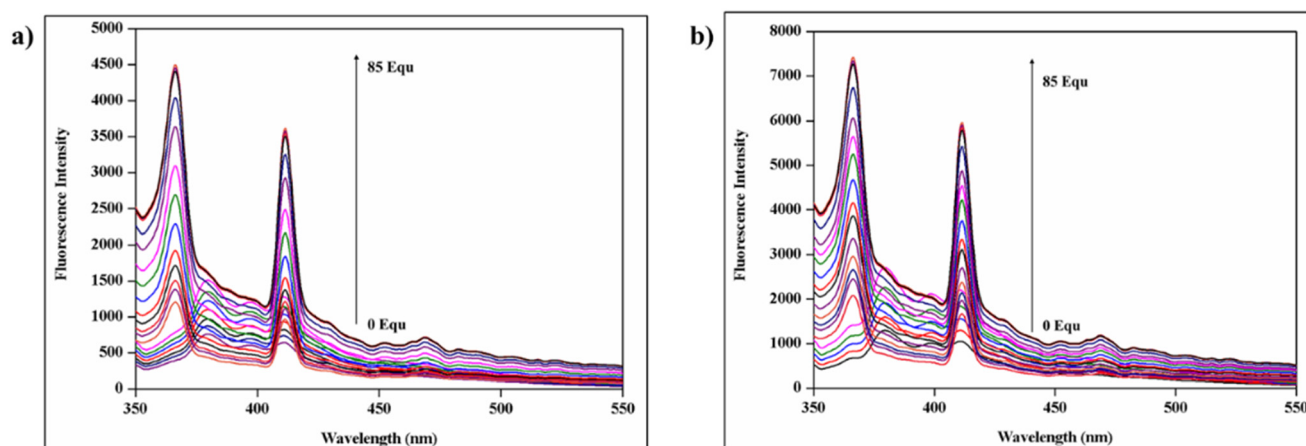 a)
5000
4500
4000
3500
3000
2500
2000
1500
1000
500
0
Fluorescence Intensity
85 Equ
0 Equ
350 400 450 500 550
Wavelength (nm)
b)
8000
7000
6000
5000
4000
3000
2000
1000
0
Fluorescence Intensity
85 Equ
0 Equ
350 400 450 500 550
Wavelength (nm)